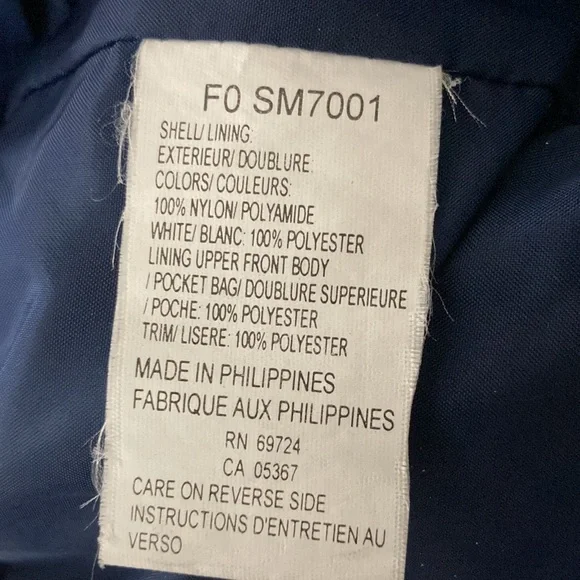 F0 SM7001
SHELL/ LINING:
EXTERIEUR/ DOUBLURE:
COLORS/ COULEURS:
100% NYLON/ POLYAMIDE
WHITE/ BLANC: 100% POLYESTER
LINING UPPER FRONT BODY
/ POCKET BAG/ DOUBLURE SUPERIEURE
/ POCHE: 100% POLYESTER
TRIM/ LISERE: 100% POLYESTER
MADE IN PHILIPPINES
FABRIQUE AUX PHILIPPINES
RN 69724
CA 05367
CARE ON REVERSE SIDE
INSTRUCTIONS D'ENTRETIEN AU
VERSO